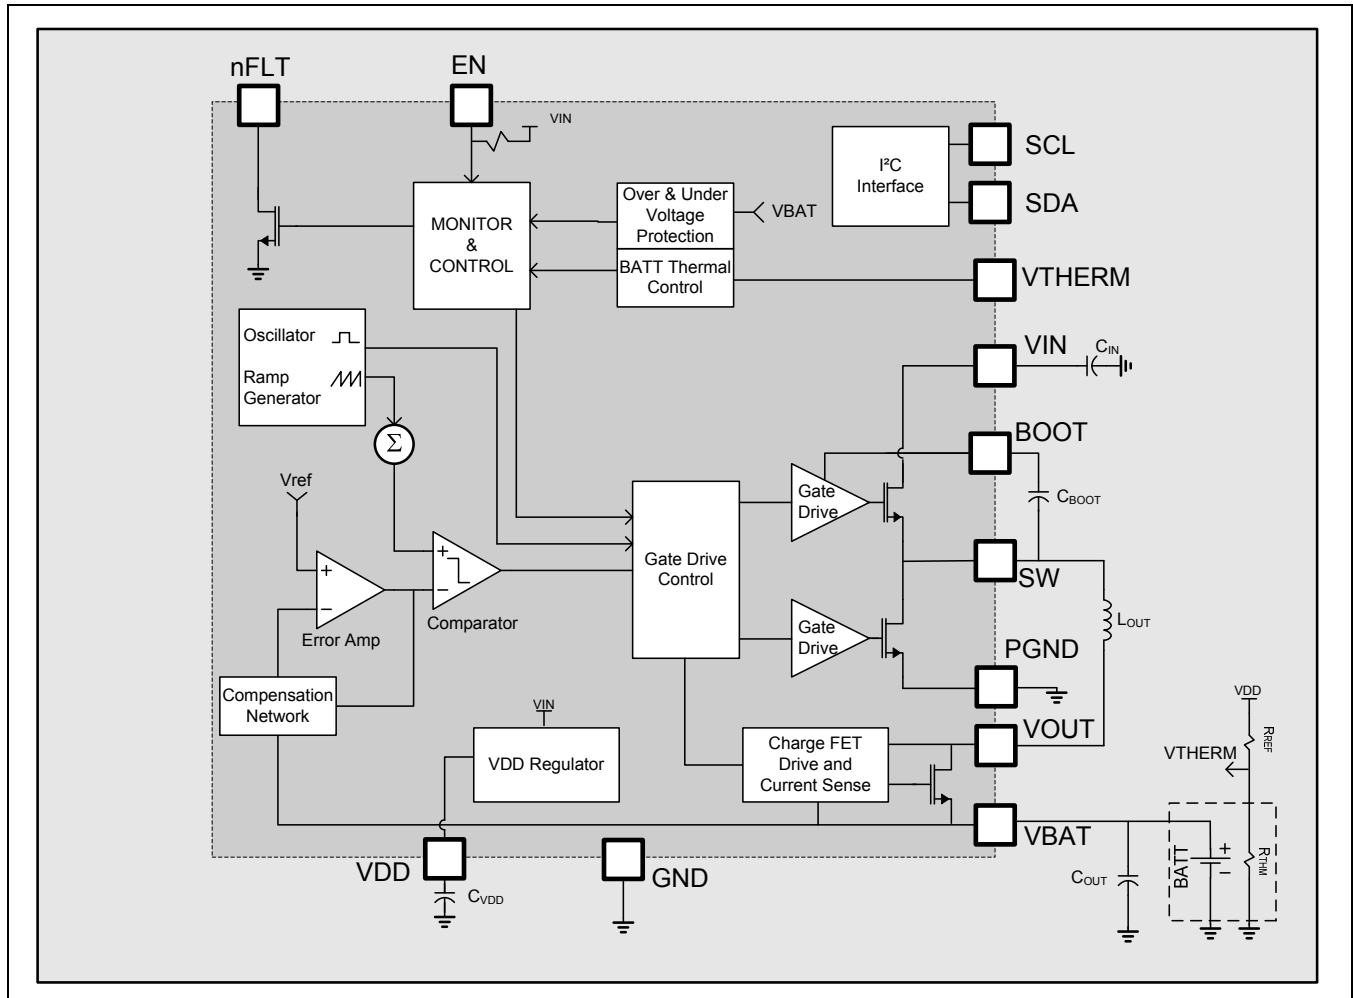 nFLT
EN
VIN
SCL
I²C
Interface
SDA
Over & Under
Voltage
Protection
VBAT
MONITOR
&
CONTROL
BATT Thermal
Control
VTHERM
Oscillator
Ramp
Generator
VIN
CIN
Σ
BOOT
Gate
Drive
CBOOT
Vref
Gate Drive
Control
SW
+
−
Error Amp
+
−
Comparator
Gate
Drive
LOUT
PGND
Compensation
Network
VIN
VDD Regulator
Charge FET
Drive and
Current Sense
VOUT
VDD
RREF
VTHERM
VBAT
VDD
CVDD
GND
COUT
BATT
+
−
RTHM